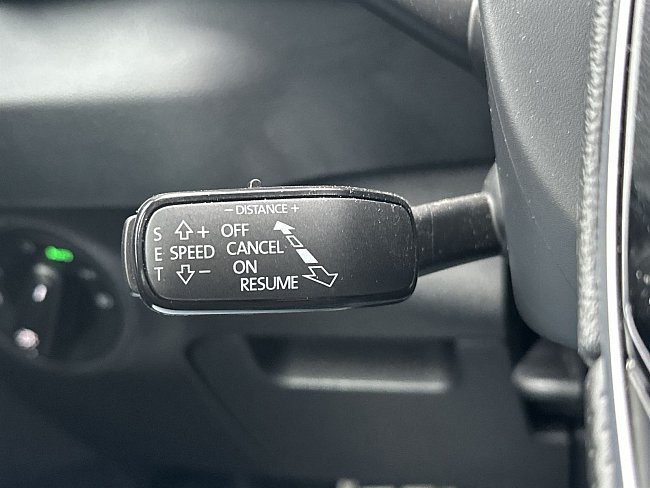 − DISTANCE +
S ⇧ + OFF
E SPEED CANCEL
T ⇩ − ON
RESUME